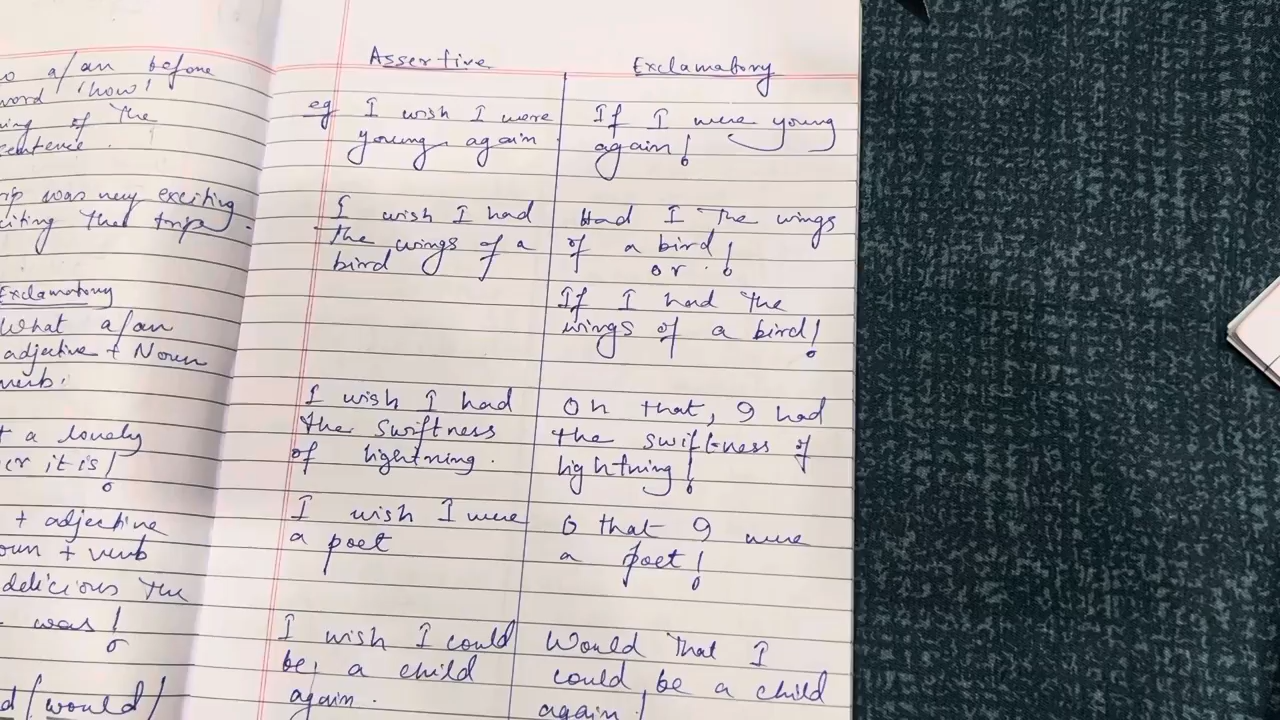 a/an before
word 'how'
of the
sentence.
was very exciting
the trip.
Exclamatory
What a/an
adjective + Noun
verb.
a lovely
it is!
+ adjective
+ verb
delicious the
was!
would/
Assertive
eg I wish I were
young again
I wish I had
the wings of a
bird
I wish I had
the swiftness
of lightning.
I wish I were
a poet
I wish I could
be a child
again.
Exclamatory
If I were young
again!
Had I the wings
of a bird!
or
If I had the
wings of a bird!
Oh that, I had
the swiftness of
lightning!
O that I were
a poet!
Would that I
could be a child
again!